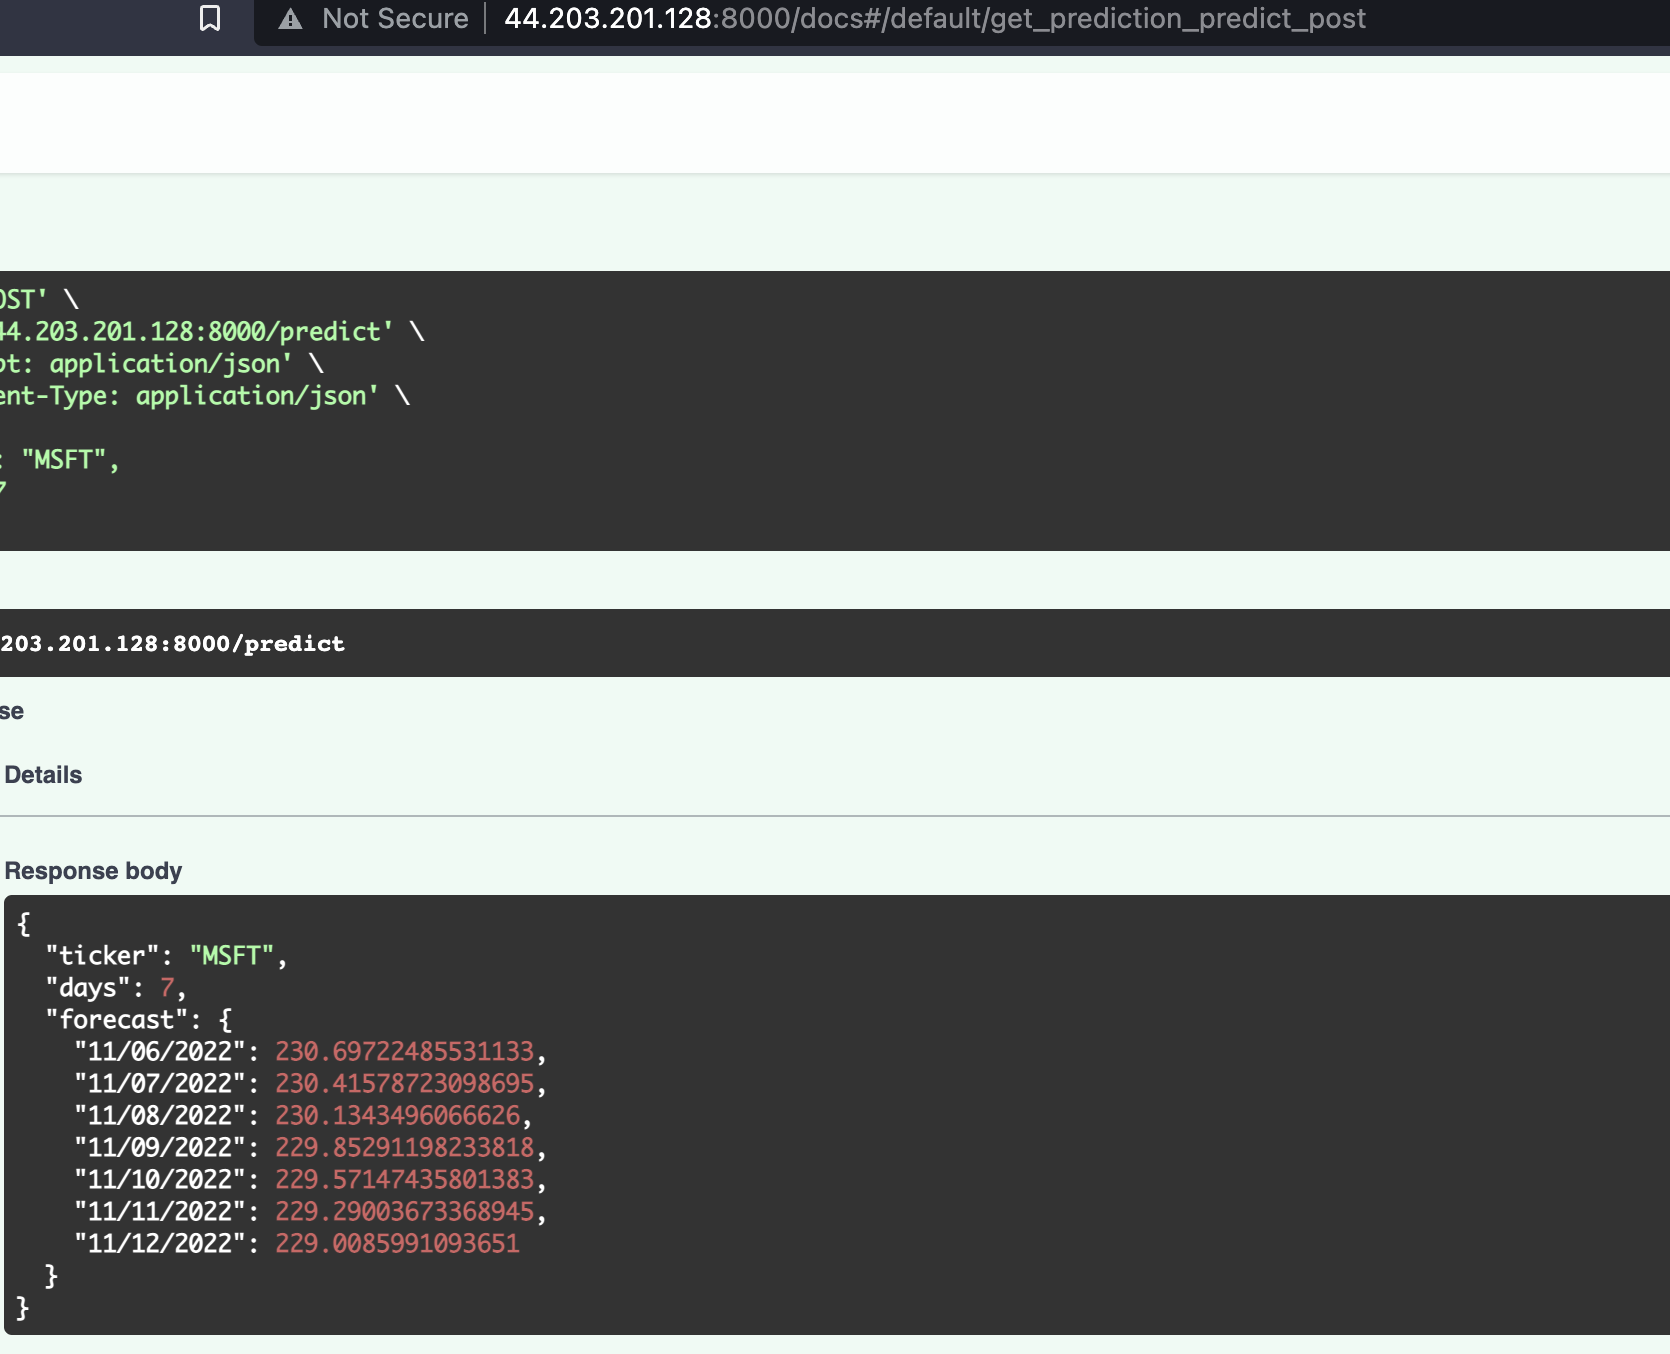 Not Secure | 44.203.201.128:8000/docs#/default/get_prediction_predict_post
OST' \
44.203.201.128:8000/predict' \
pt: application/json' \
ent-Type: application/json' \
: "MSFT",
7
203.201.128:8000/predict
se
Details
Response body
{
"ticker": "MSFT",
"days": 7,
"forecast": {
"11/06/2022": 230.69722485531133,
"11/07/2022": 230.41578723098695,
"11/08/2022": 230.1343496066626,
"11/09/2022": 229.85291198233818,
"11/10/2022": 229.57147435801383,
"11/11/2022": 229.29003673368945,
"11/12/2022": 229.0085991093651
}
}